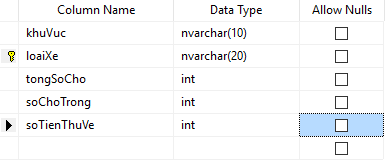 Column Name Data Type Allow Nulls
khuVuc nvarchar(10)
loaiXe nvarchar(20)
tongSoCho int
soChoTrong int
soTienThuVe int